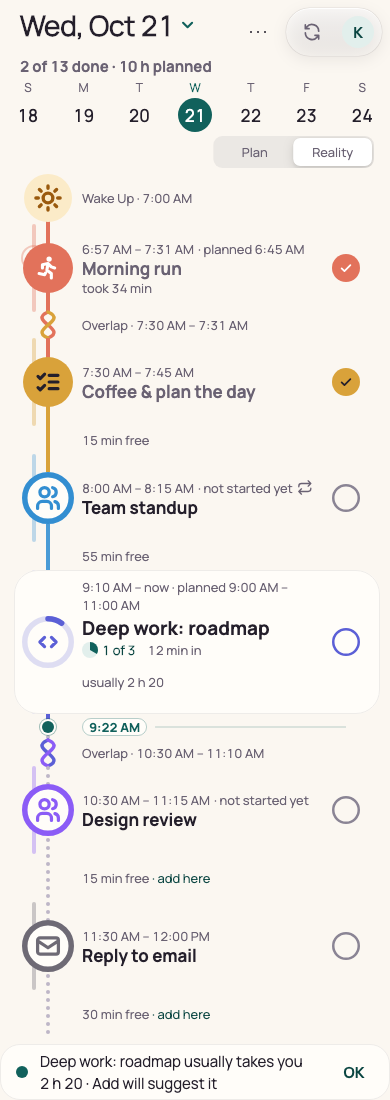 Wed, Oct 21
...
K
2 of 13 done · 10 h planned
S M T W T F S
18 19 20 21 22 23 24
Plan Reality
Wake Up · 7:00 AM
6:57 AM – 7:31 AM · planned 6:45 AM
Morning run
took 34 min
Overlap · 7:30 AM – 7:31 AM
7:30 AM – 7:45 AM
Coffee & plan the day
15 min free
8:00 AM – 8:15 AM · not started yet
Team standup
55 min free
9:10 AM – now · planned 9:00 AM –
11:00 AM
Deep work: roadmap
1 of 3 12 min in
usually 2 h 20
9:22 AM
Overlap · 10:30 AM – 11:10 AM
10:30 AM – 11:15 AM · not started yet
Design review
15 min free · add here
11:30 AM – 12:00 PM
Reply to email
30 min free · add here
Deep work: roadmap usually takes you
2 h 20 · Add will suggest it
OK